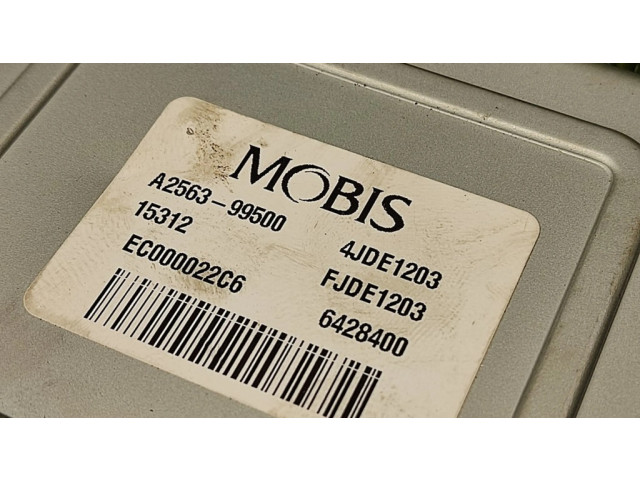 MOBIS
A2563-99500
15312 4JDE1203
EC000022C6 FJDE1203
6428400